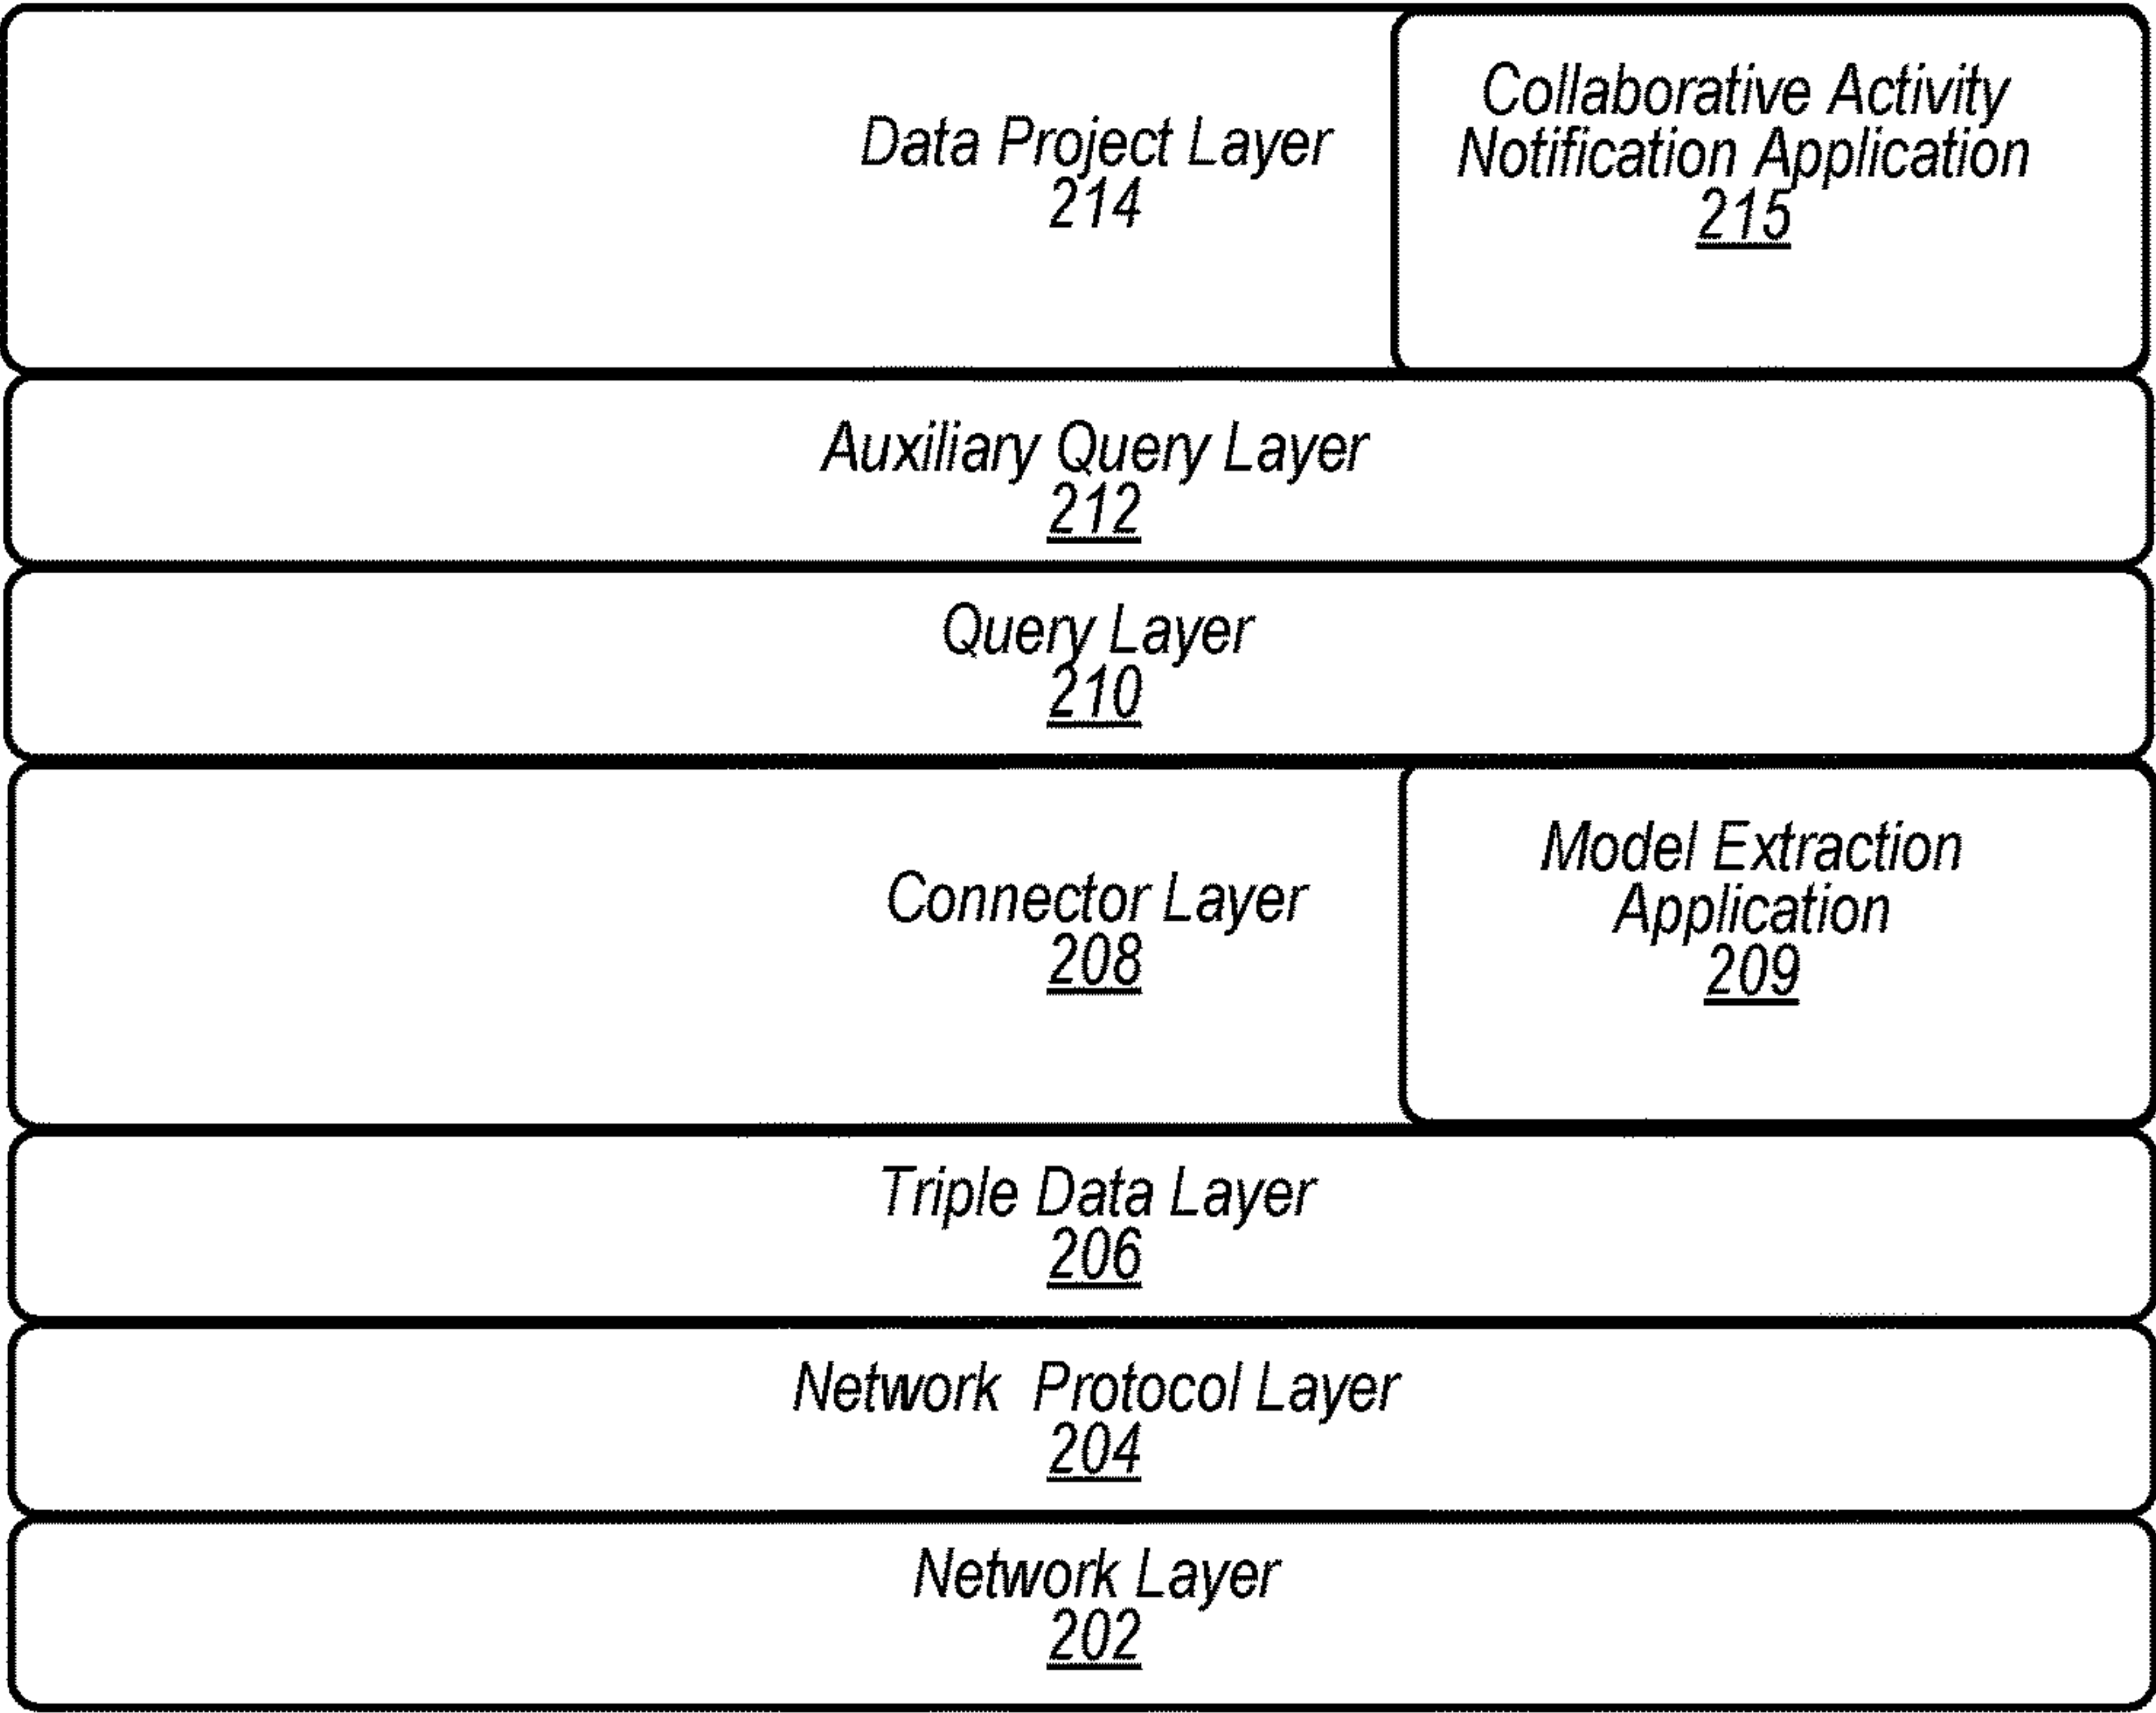 Data Project Layer
214
Collaborative Activity
Notification Application
215
Auxiliary Query Layer
212
Query Layer
210
Connector Layer
208
Model Extraction
Application
209
Triple Data Layer
206
Network Protocol Layer
204
Network Layer
202